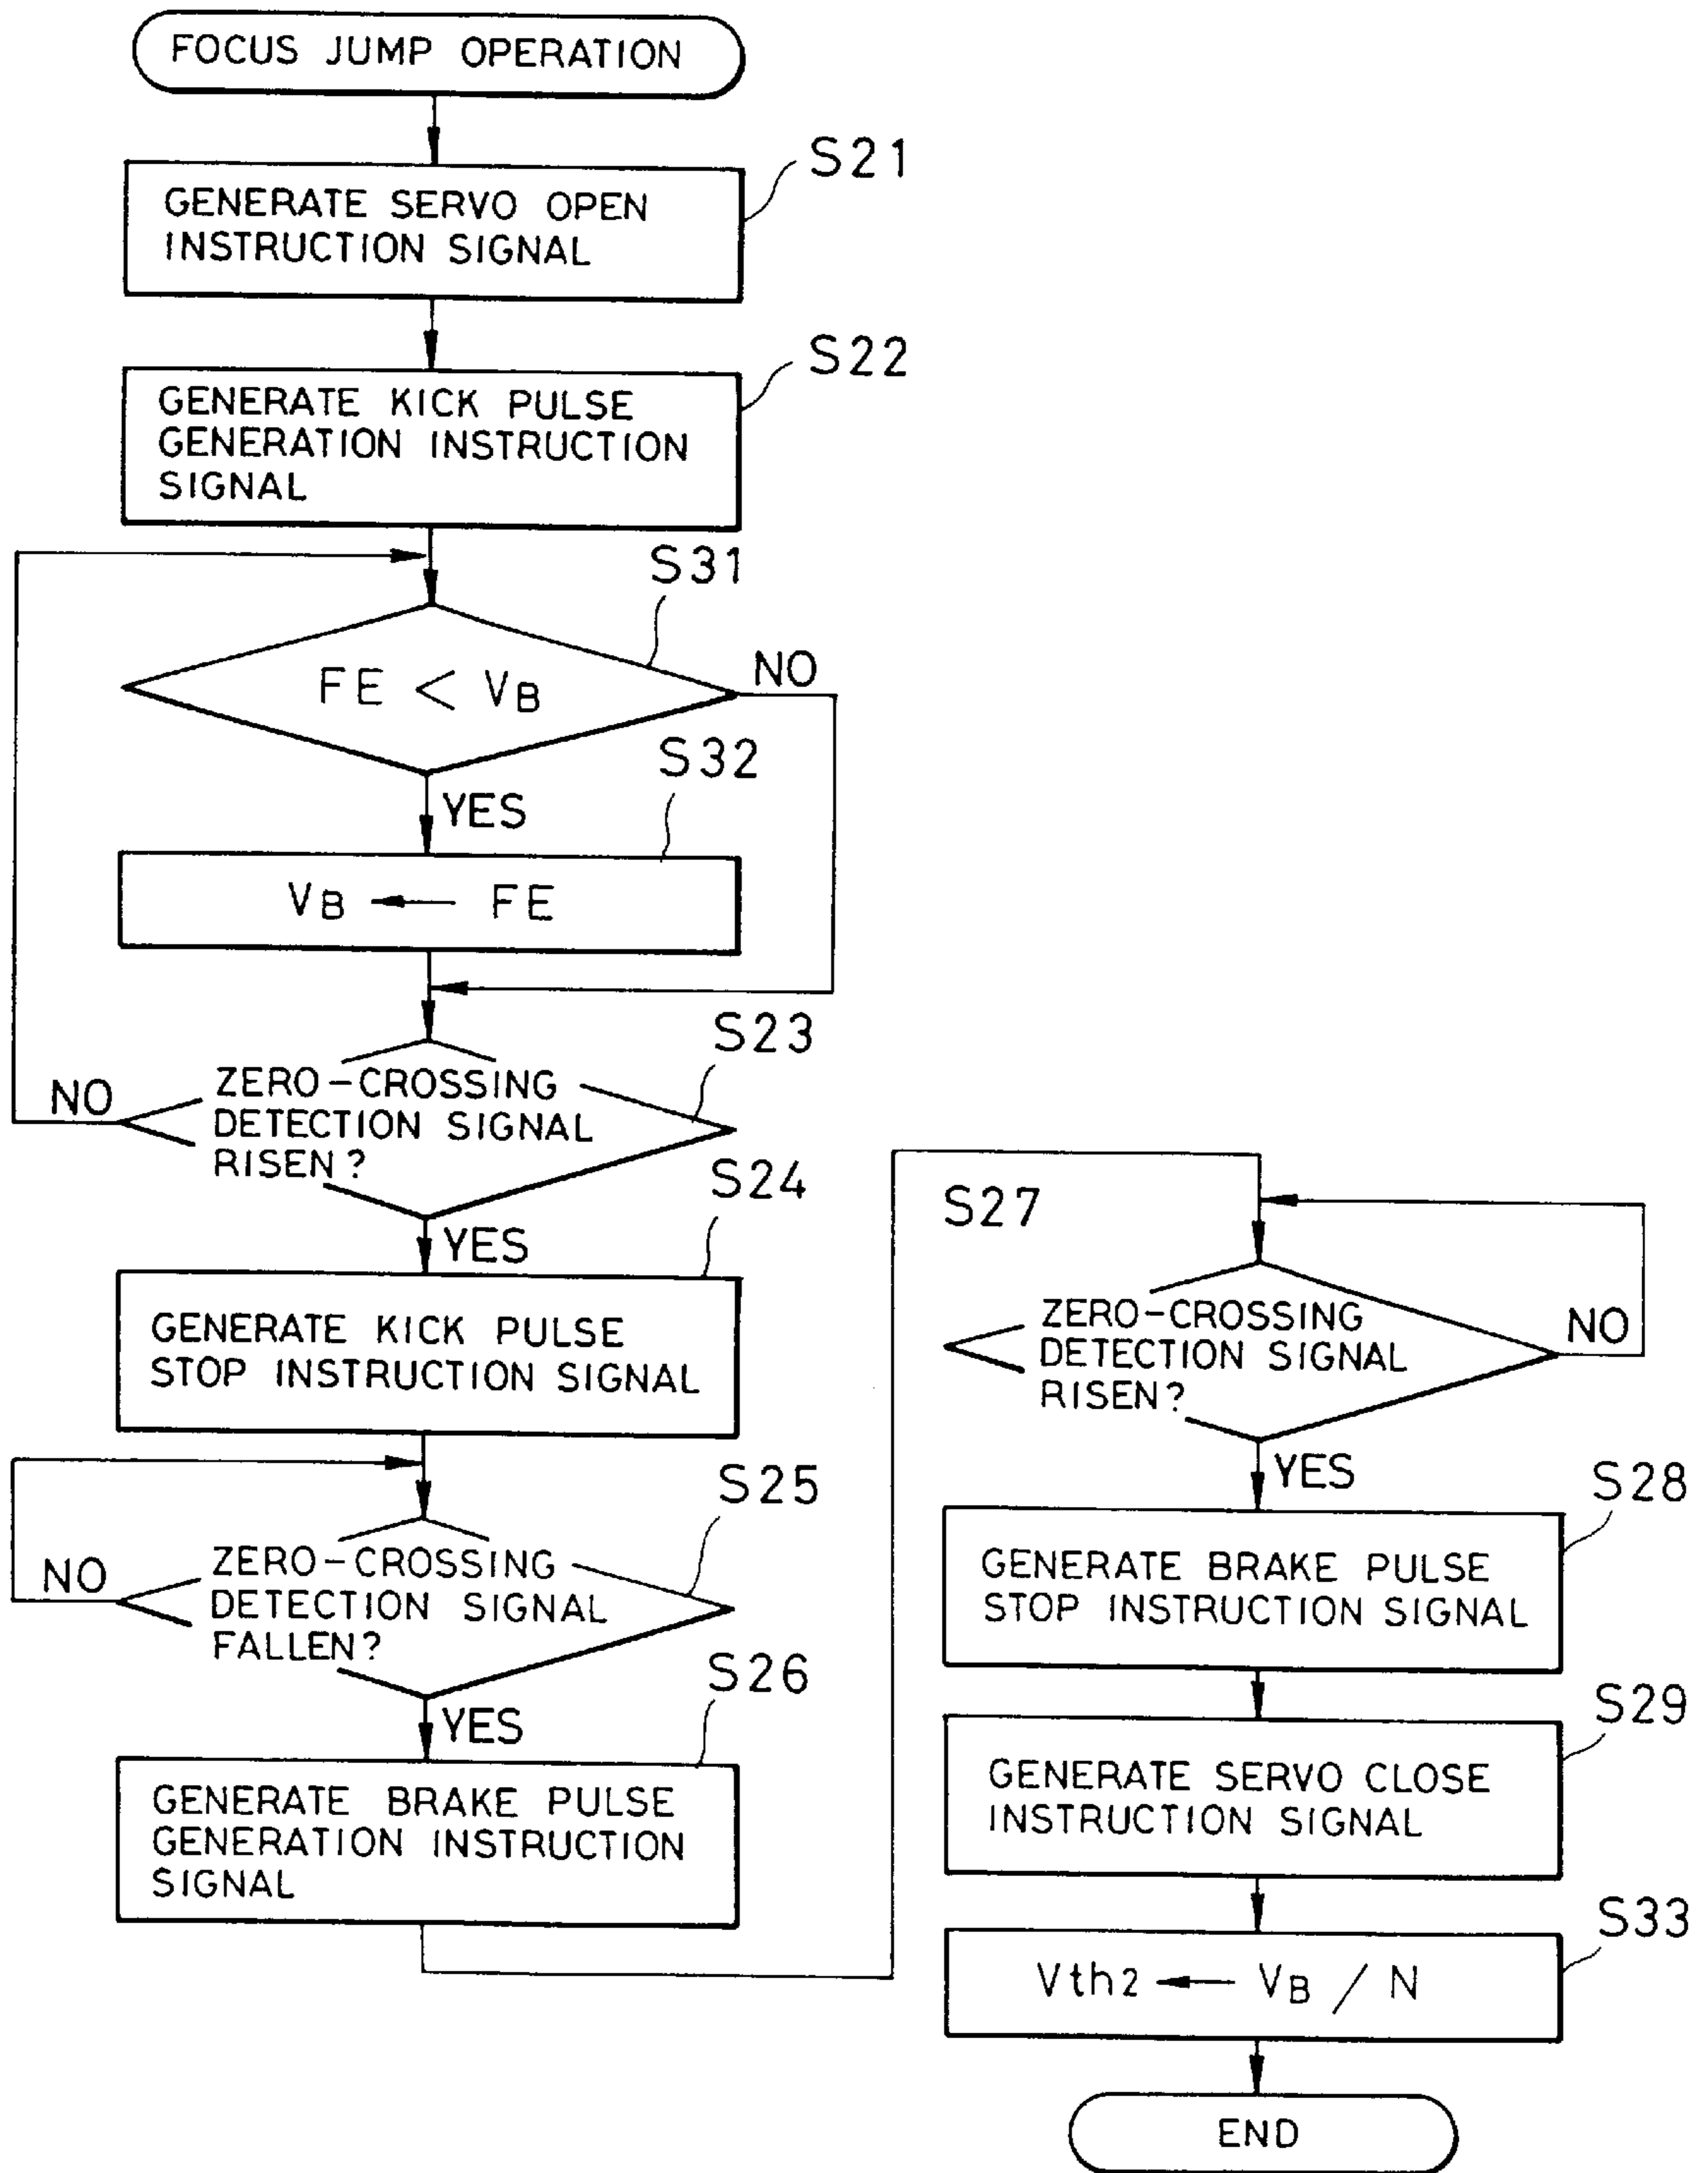 FOCUS JUMP OPERATION
S21
GENERATE SERVO OPEN
INSTRUCTION SIGNAL
S22
GENERATE KICK PULSE
GENERATION INSTRUCTION
SIGNAL
S31
FE < VB
NO
YES
S32
VB ← FE
S23
ZERO-CROSSING
DETECTION SIGNAL
RISEN?
NO
YES
S24
GENERATE KICK PULSE
STOP INSTRUCTION SIGNAL
S25
ZERO-CROSSING
DETECTION SIGNAL
FALLEN?
NO
YES
S26
GENERATE BRAKE PULSE
GENERATION INSTRUCTION
SIGNAL
S27
ZERO-CROSSING
DETECTION SIGNAL
RISEN?
NO
YES
S28
GENERATE BRAKE PULSE
STOP INSTRUCTION SIGNAL
S29
GENERATE SERVO CLOSE
INSTRUCTION SIGNAL
S33
Vth2 ← VB / N
END